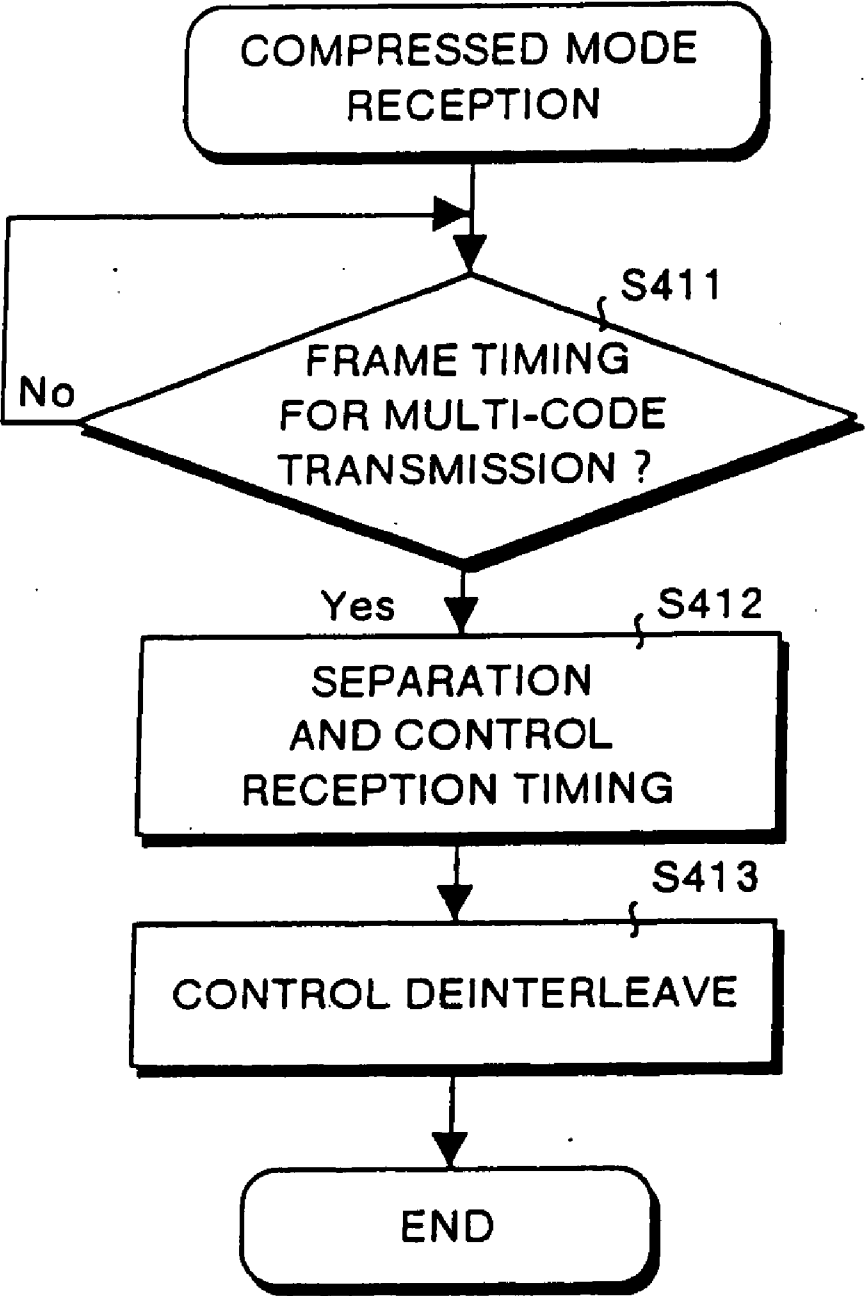 COMPRESSED MODE
RECEPTION
S411
FRAME TIMING
FOR MULTI-CODE
TRANSMISSION ?
No
Yes
S412
SEPARATION
AND CONTROL
RECEPTION TIMING
S413
CONTROL DEINTERLEAVE
END